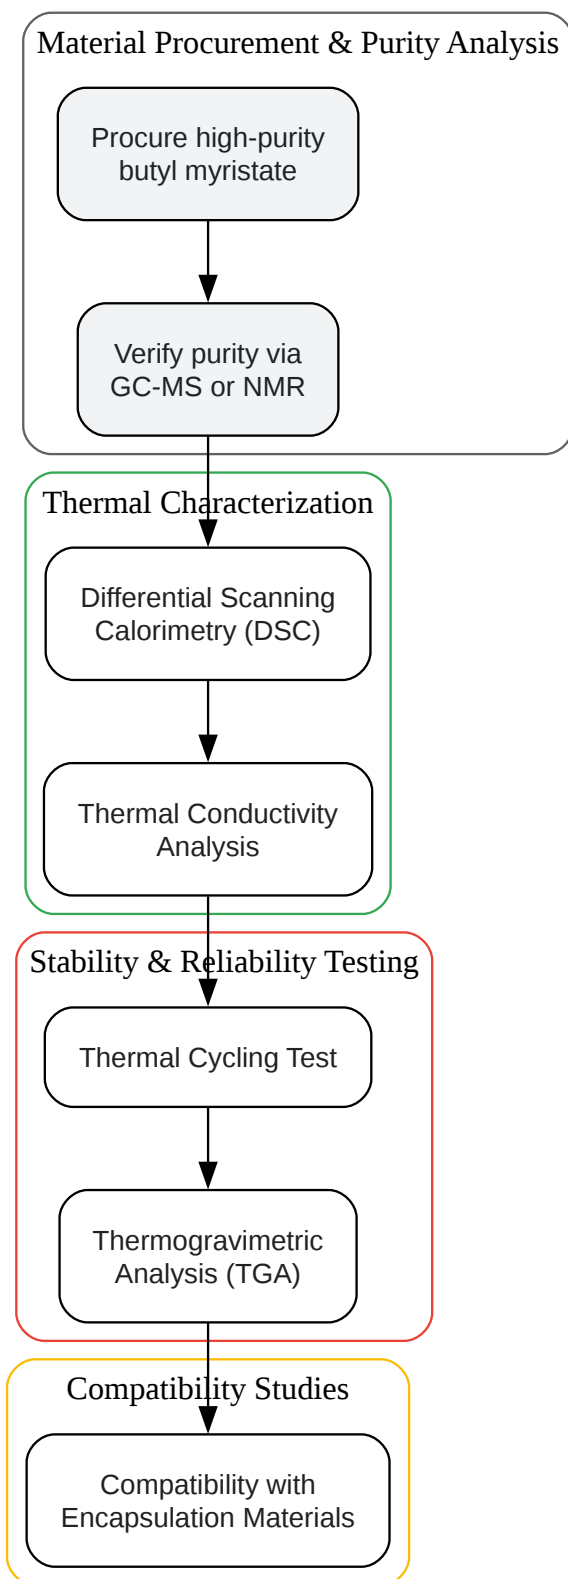 Material Procurement & Purity Analysis
Procure high-purity
butyl myristate
Verify purity via
GC-MS or NMR
Thermal Characterization
Differential Scanning
Calorimetry (DSC)
Thermal Conductivity
Analysis
Stability & Reliability Testing
Thermal Cycling Test
Thermogravimetric
Analysis (TGA)
Compatibility Studies
Compatibility with
Encapsulation Materials